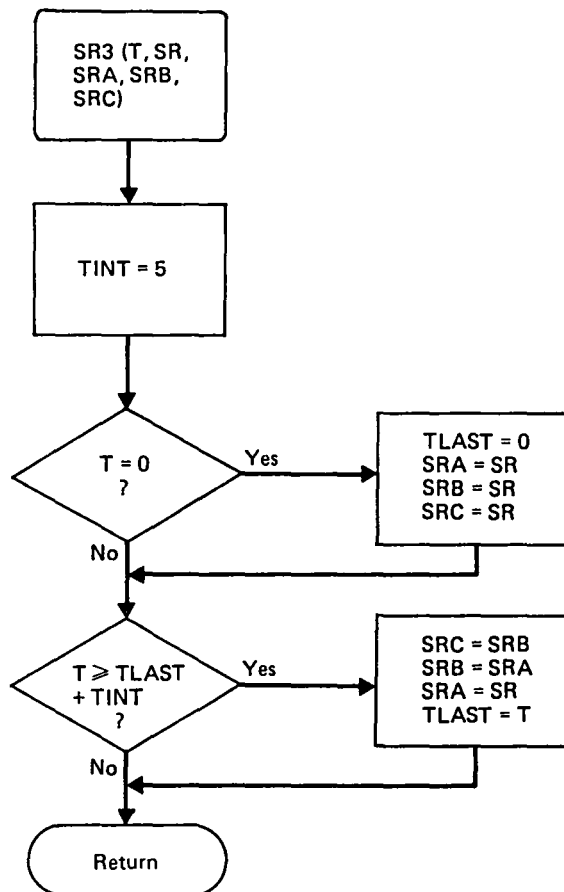 SR3 (T, SR,
SRA, SRB,
SRC)
TINT = 5
T = 0
?
Yes
No
TLAST = 0
SRA = SR
SRB = SR
SRC = SR
T ⩾ TLAST
+ TINT
?
Yes
No
SRC = SRB
SRB = SRA
SRA = SR
TLAST = T
Return